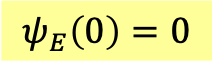 ψ_E(0) = 0